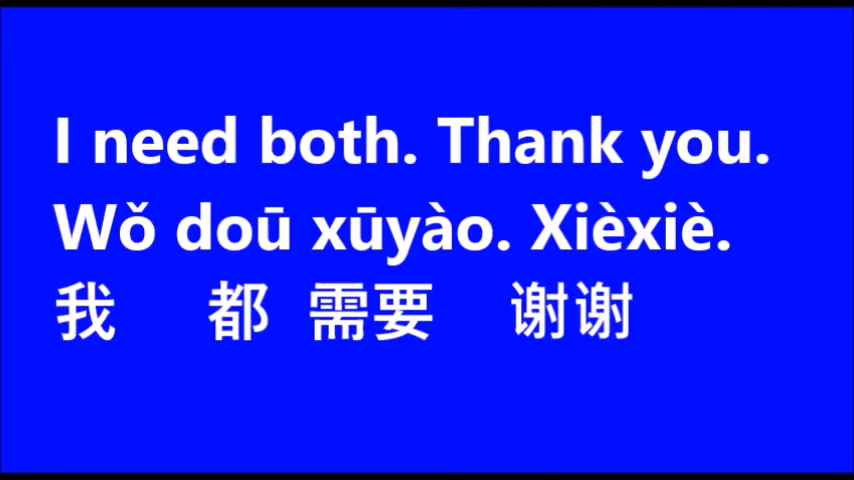 I need both. Thank you.
Wǒ doū xūyào. Xièxiè.
我 都 需要 谢谢